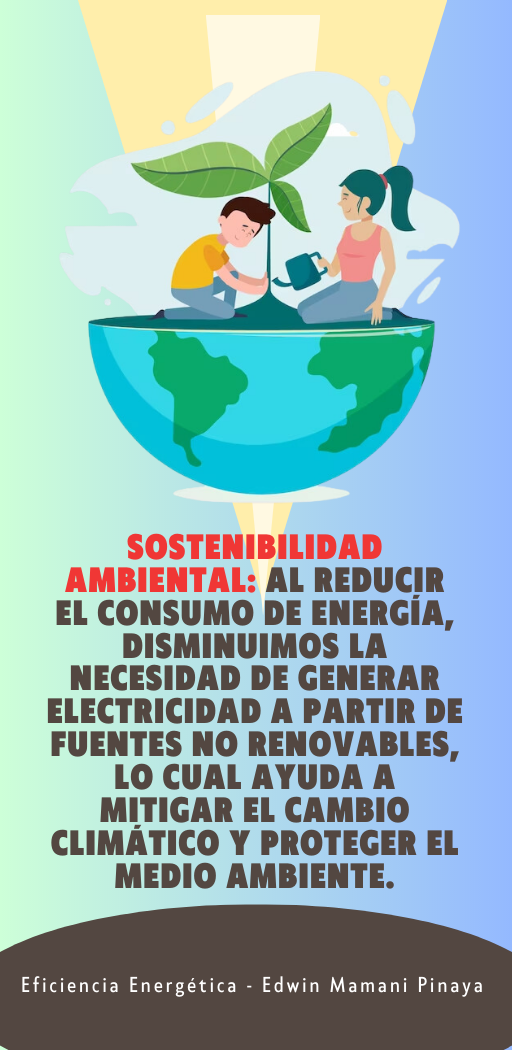 SOSTENIBILIDAD
AMBIENTAL: AL REDUCIR
EL CONSUMO DE ENERGÍA,
DISMINUIMOS LA
NECESIDAD DE GENERAR
ELECTRICIDAD A PARTIR DE
FUENTES NO RENOVABLES,
LO CUAL AYUDA A
MITIGAR EL CAMBIO
CLIMÁTICO Y PROTEGER EL
MEDIO AMBIENTE.
Eficiencia Energética - Edwin Mamani Pinaya